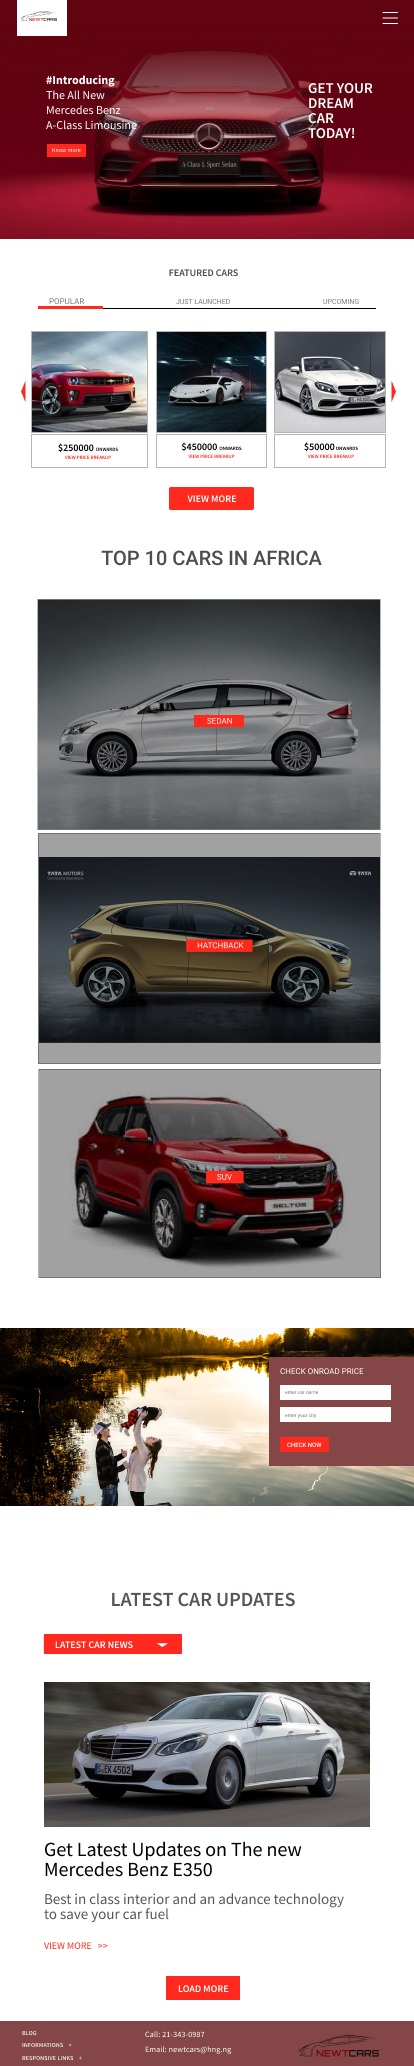 NEWTCARS
#Introducing
The All New
Mercedes Benz
A-Class Limousine
Know more
GET YOUR
DREAM
CAR
TODAY!
A-Class L Sport Sedan
FEATURED CARS
POPULAR
JUST LAUNCHED
UPCOMING
$250000 ONWARDS
VIEW PRICE BREAKUP
$450000 ONWARDS
VIEW PRICE BREAKUP
$50000 ONWARDS
VIEW PRICE BREAKUP
VIEW MORE
TOP 10 CARS IN AFRICA
SEDAN
TATA MOTORS
Connecting Aspirations
TATA
HATCHBACK
SUV
SELTOS
CHECK ONROAD PRICE
enter car name
enter your city
CHECK NOW
LATEST CAR UPDATES
LATEST CAR NEWS
S EK 4502
Get Latest Updates on The new
Mercedes Benz E350
Best in class interior and an advance technology
to save your car fuel
VIEW MORE >>
LOAD MORE
BLOG
INFORMATIONS +
RESPONSIVE LINKS +
Call: 21-343-0987
Email: newtcars@hng.ng
NEWTCARS